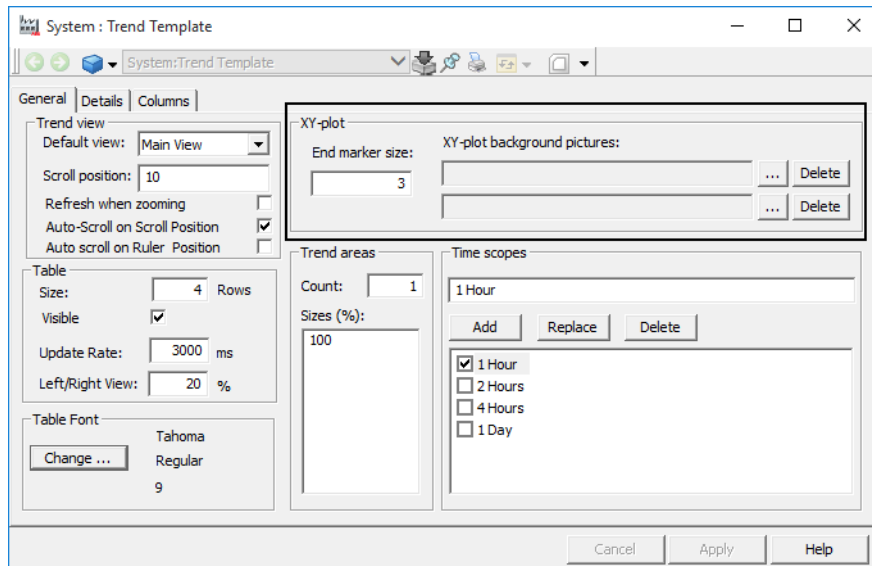 System : Trend Template
System:Trend Template
General Details Columns
Trend view
Default view: Main View
Scroll position: 10
Refresh when zooming
Auto-Scroll on Scroll Position
Auto scroll on Ruler Position
XY-plot
End marker size:
3
XY-plot background pictures:
... Delete
... Delete
Table
Size: 4 Rows
Visible
Update Rate: 3000 ms
Left/Right View: 20 %
Table Font
Change ...
Tahoma
Regular
9
Trend areas
Count: 1
Sizes (%):
100
Time scopes
1 Hour
Add Replace Delete
1 Hour
2 Hours
4 Hours
1 Day
Cancel Apply Help